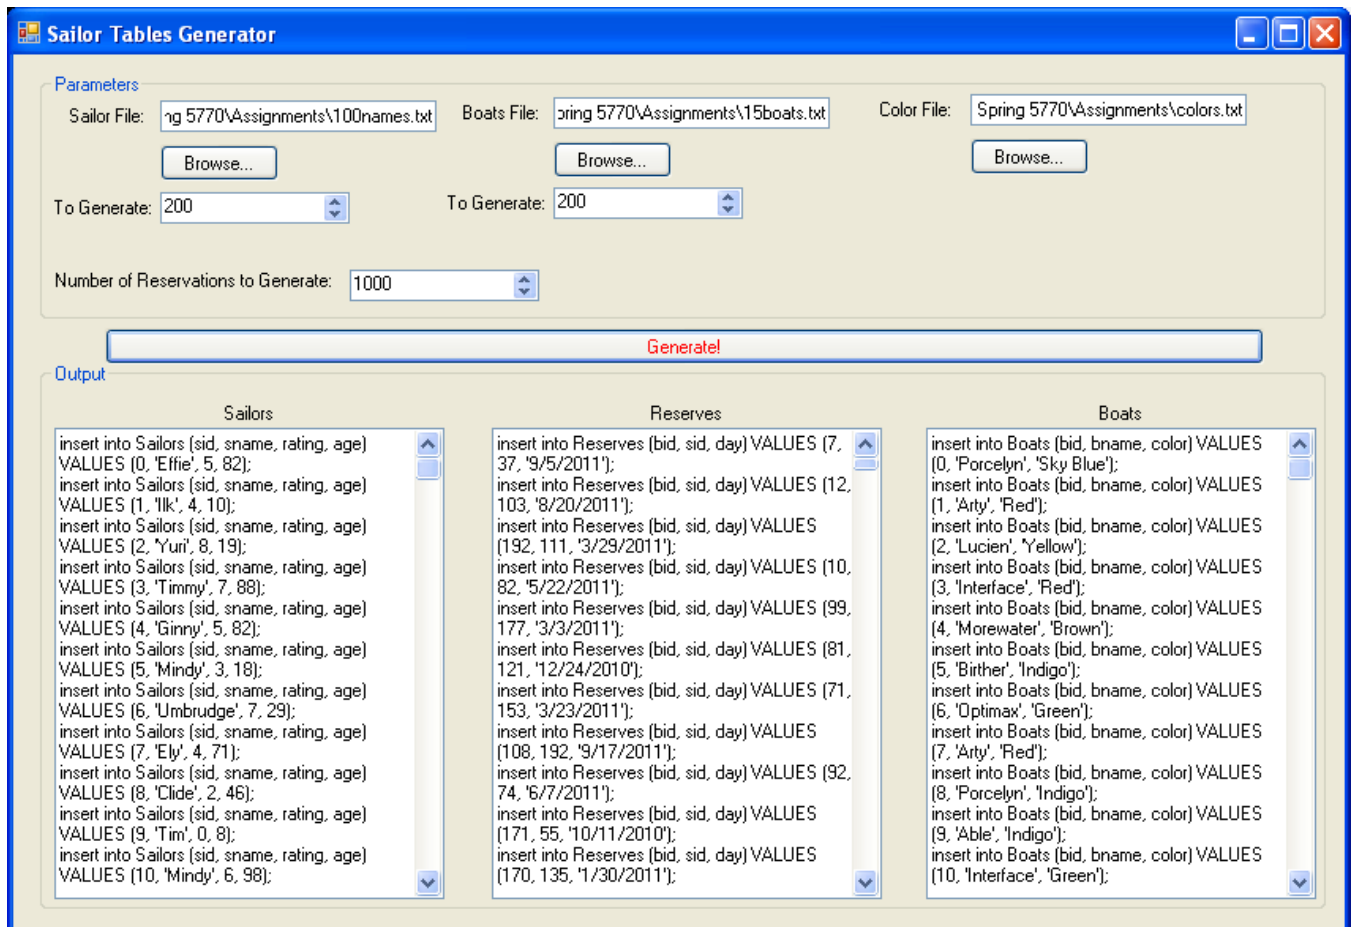 Sailor Tables Generator
Parameters
Sailor File:
ng 5770\Assignments\100names.txt
Boats File:
pring 5770\Assignments\15boats.txt
Color File:
Spring 5770\Assignments\colors.txt
Browse...
Browse...
Browse...
To Generate:
200
To Generate:
200
Number of Reservations to Generate:
1000
Generate!
Output
Sailors
insert into Sailors (sid, sname, rating, age)
VALUES (0, 'Effie', 5, 82);
insert into Sailors (sid, sname, rating, age)
VALUES (1, 'Ilk', 4, 10);
insert into Sailors (sid, sname, rating, age)
VALUES (2, 'Yuri', 8, 19);
insert into Sailors (sid, sname, rating, age)
VALUES (3, 'Timmy', 7, 88);
insert into Sailors (sid, sname, rating, age)
VALUES (4, 'Ginny', 5, 82);
insert into Sailors (sid, sname, rating, age)
VALUES (5, 'Mindy', 3, 18);
insert into Sailors (sid, sname, rating, age)
VALUES (6, 'Umbrudge', 7, 29);
insert into Sailors (sid, sname, rating, age)
VALUES (7, 'Ely', 4, 71);
insert into Sailors (sid, sname, rating, age)
VALUES (8, 'Clide', 2, 46);
insert into Sailors (sid, sname, rating, age)
VALUES (9, 'Tim', 0, 8);
insert into Sailors (sid, sname, rating, age)
VALUES (10, 'Mindy', 6, 98);
Reserves
insert into Reserves (bid, sid, day) VALUES (7,
37, '9/5/2011');
insert into Reserves (bid, sid, day) VALUES (12,
103, '8/20/2011');
insert into Reserves (bid, sid, day) VALUES
(192, 111, '3/29/2011');
insert into Reserves (bid, sid, day) VALUES (10,
82, '5/22/2011');
insert into Reserves (bid, sid, day) VALUES (99,
177, '3/3/2011');
insert into Reserves (bid, sid, day) VALUES (81,
121, '12/24/2010');
insert into Reserves (bid, sid, day) VALUES (71,
153, '3/23/2011');
insert into Reserves (bid, sid, day) VALUES
(108, 192, '9/17/2011');
insert into Reserves (bid, sid, day) VALUES (92,
74, '6/7/2011');
insert into Reserves (bid, sid, day) VALUES
(171, 55, '10/11/2010');
insert into Reserves (bid, sid, day) VALUES
(170, 135, '1/30/2011');
Boats
insert into Boats (bid, bname, color) VALUES
(0, 'Porcelyn', 'Sky Blue');
insert into Boats (bid, bname, color) VALUES
(1, 'Arty', 'Red');
insert into Boats (bid, bname, color) VALUES
(2, 'Lucien', 'Yellow');
insert into Boats (bid, bname, color) VALUES
(3, 'Interface', 'Red');
insert into Boats (bid, bname, color) VALUES
(4, 'Morewater', 'Brown');
insert into Boats (bid, bname, color) VALUES
(5, 'Birther', 'Indigo');
insert into Boats (bid, bname, color) VALUES
(6, 'Optimax', 'Green');
insert into Boats (bid, bname, color) VALUES
(7, 'Arty', 'Red');
insert into Boats (bid, bname, color) VALUES
(8, 'Porcelyn', 'Indigo');
insert into Boats (bid, bname, color) VALUES
(9, 'Able', 'Indigo');
insert into Boats (bid, bname, color) VALUES
(10, 'Interface', 'Green');